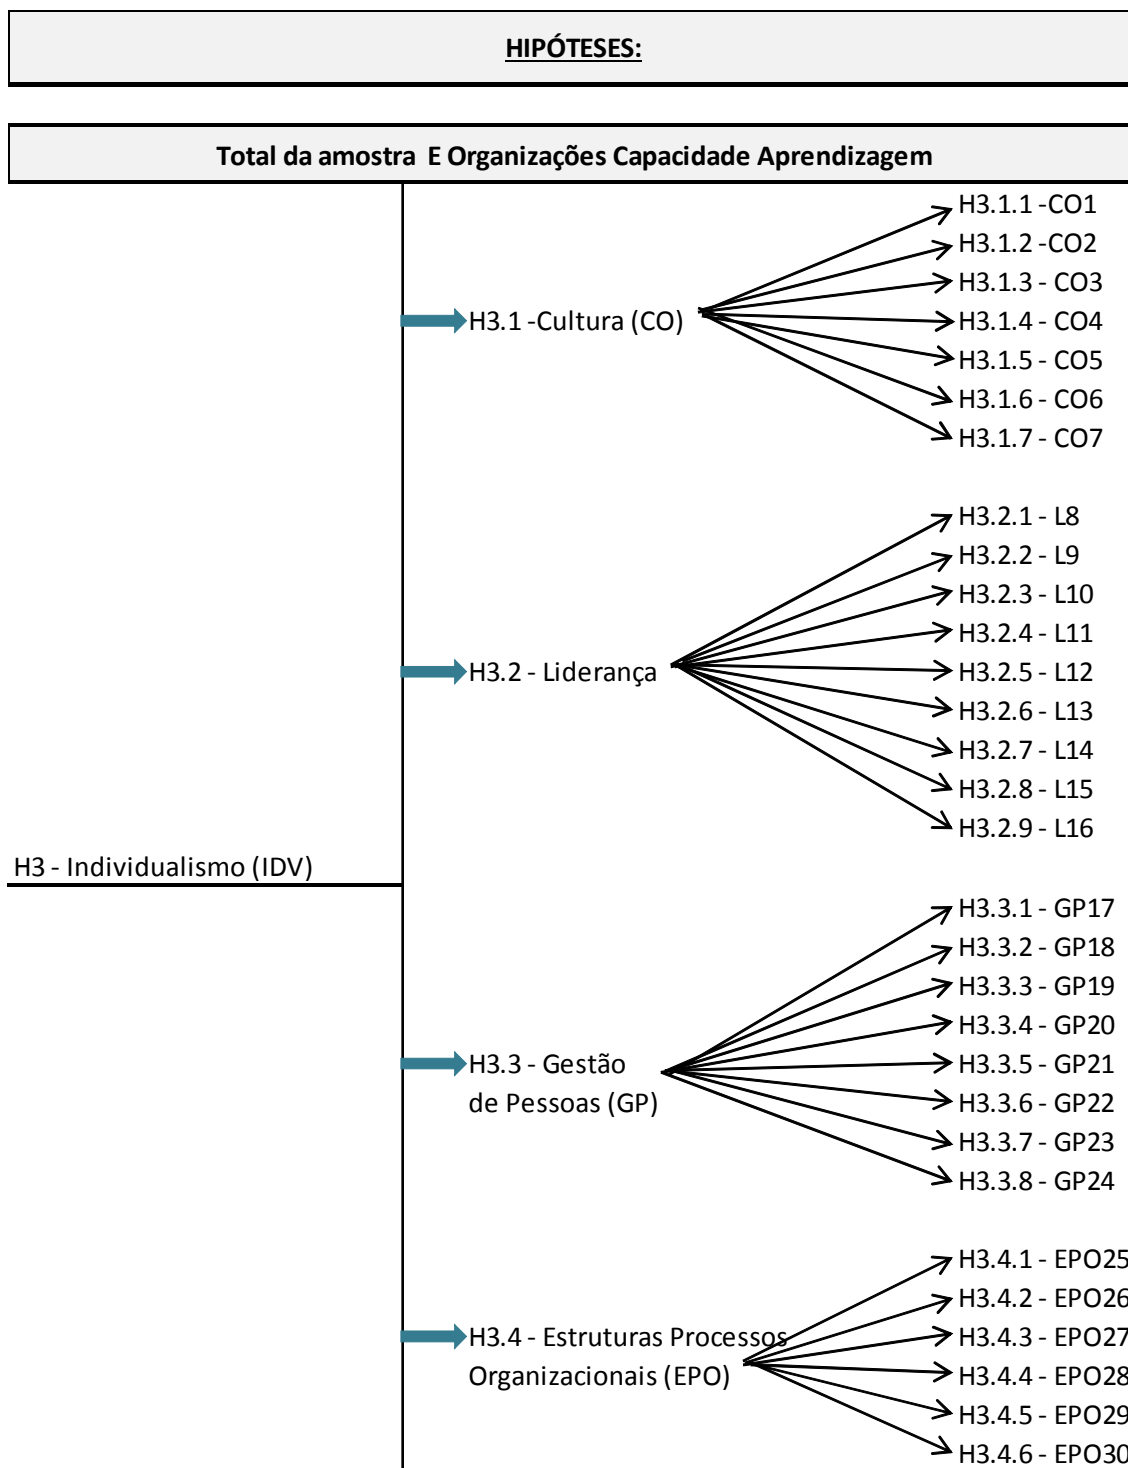 HIPÓTESES:
Total da amostra E Organizações Capacidade Aprendizagem
H3 - Individualismo (IDV)
H3.1 -Cultura (CO)
H3.1.1 -CO1
H3.1.2 -CO2
H3.1.3 - CO3
H3.1.4 - CO4
H3.1.5 - CO5
H3.1.6 - CO6
H3.1.7 - CO7
H3.2 - Liderança
H3.2.1 - L8
H3.2.2 - L9
H3.2.3 - L10
H3.2.4 - L11
H3.2.5 - L12
H3.2.6 - L13
H3.2.7 - L14
H3.2.8 - L15
H3.2.9 - L16
H3.3 - Gestão
de Pessoas (GP)
H3.3.1 - GP17
H3.3.2 - GP18
H3.3.3 - GP19
H3.3.4 - GP20
H3.3.5 - GP21
H3.3.6 - GP22
H3.3.7 - GP23
H3.3.8 - GP24
H3.4 - Estruturas Processos
Organizacionais (EPO)
H3.4.1 - EPO25
H3.4.2 - EPO26
H3.4.3 - EPO27
H3.4.4 - EPO28
H3.4.5 - EPO29
H3.4.6 - EPO30